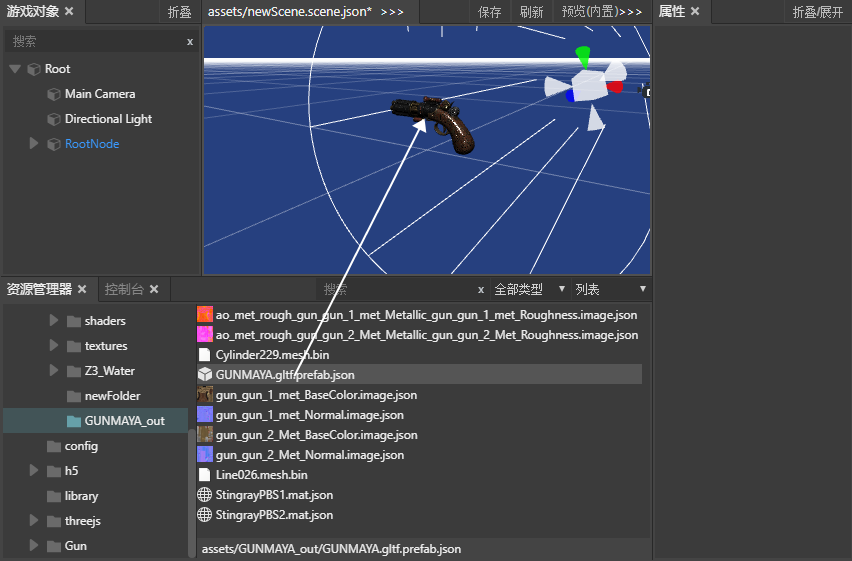 游戏对象 x 折叠
搜索 x
Root
Main Camera
Directional Light
RootNode
assets/newScene.scene.json* >>> 保存 刷新 预览(内置)>>>
属性 x 折叠/展开
资源管理器 x 控制台 x
搜索 x 全部类型 列表
shaders
textures
Z3_Water
newFolder
GUNMAYA_out
config
h5
library
threejs
Gun
ao_met_rough_gun_gun_1_met_Metallic_gun_gun_1_met_Roughness.image.json
ao_met_rough_gun_gun_2_Met_Metallic_gun_gun_2_Met_Roughness.image.json
Cylinder229.mesh.bin
GUNMAYA.gltf.prefab.json
gun_gun_1_met_BaseColor.image.json
gun_gun_1_met_Normal.image.json
gun_gun_2_Met_BaseColor.image.json
gun_gun_2_Met_Normal.image.json
Line026.mesh.bin
StingrayPBS1.mat.json
StingrayPBS2.mat.json
assets/GUNMAYA_out/GUNMAYA.gltf.prefab.json